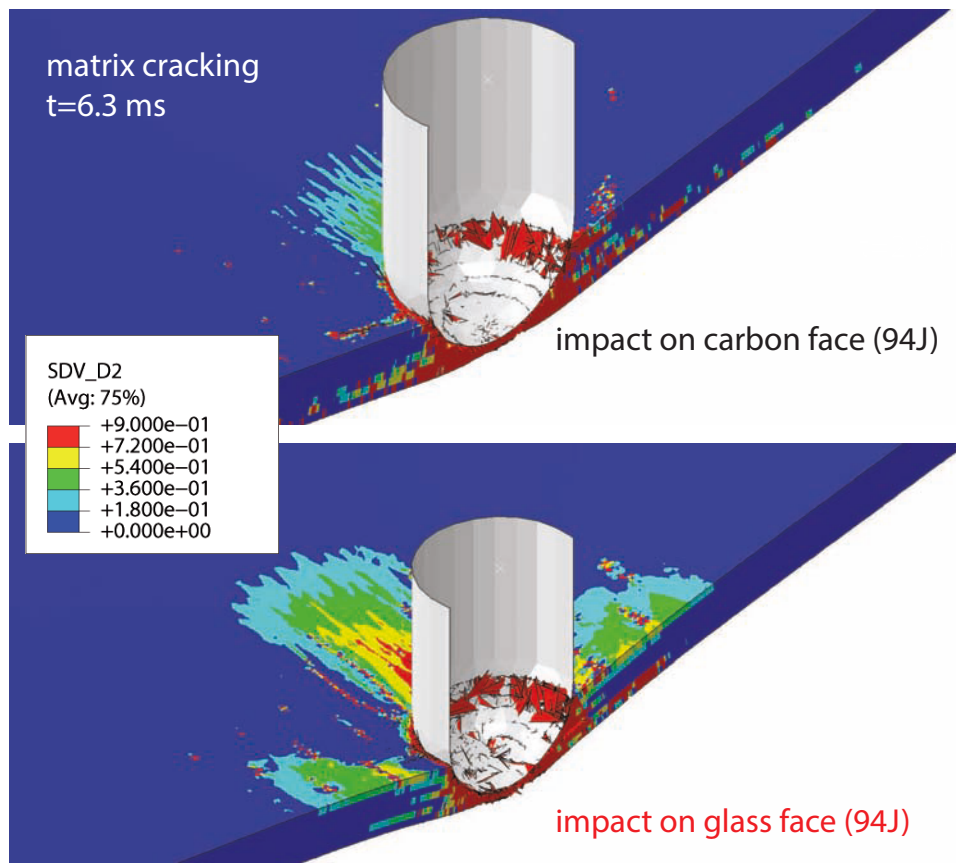 matrix cracking
t=6.3 ms
impact on carbon face (94J)
SDV_D2
(Avg: 75%)
+9.000e−01
+7.200e−01
+5.400e−01
+3.600e−01
+1.800e−01
+0.000e+00
impact on glass face (94J)